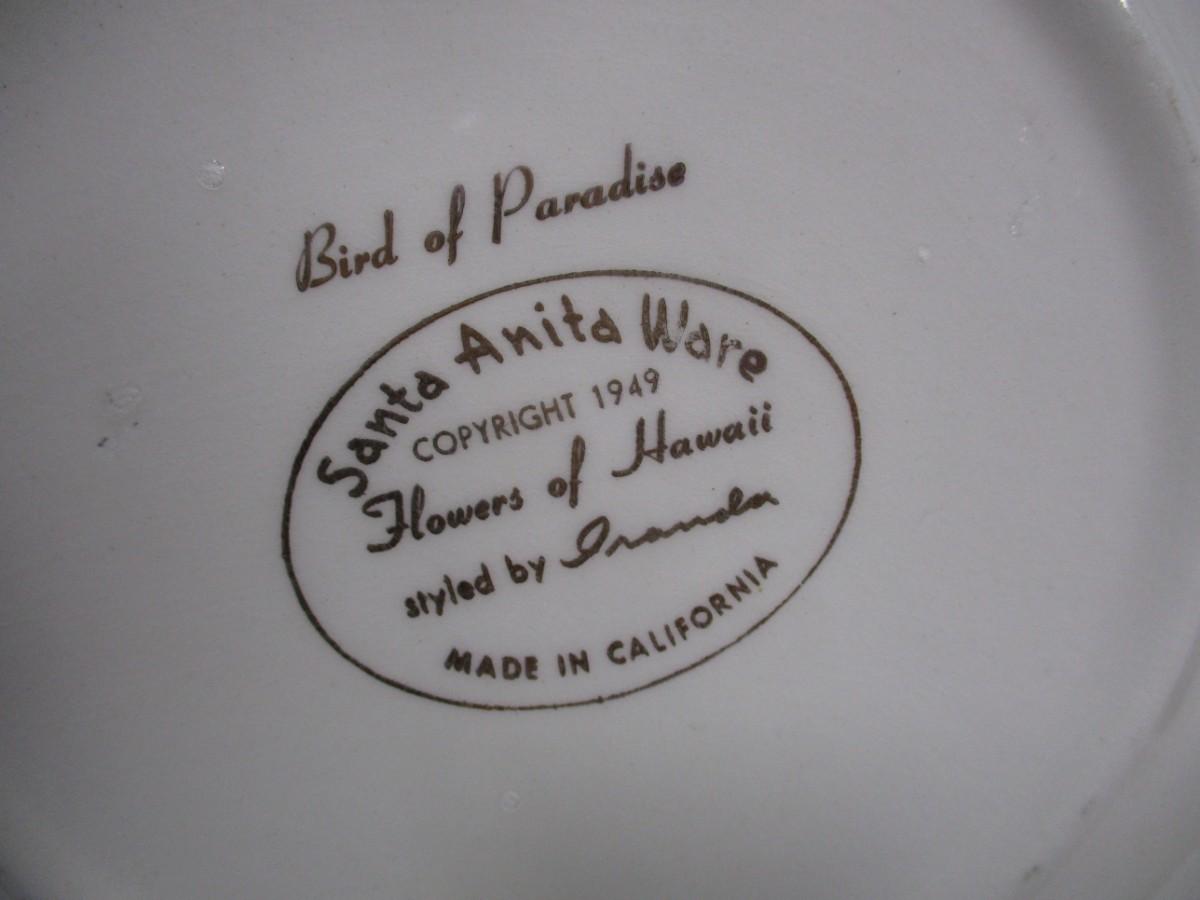 Bird of Paradise
Santa Anita Ware
COPYRIGHT 1949
Flowers of Hawaii
styled by
MADE IN CALIFORNIA